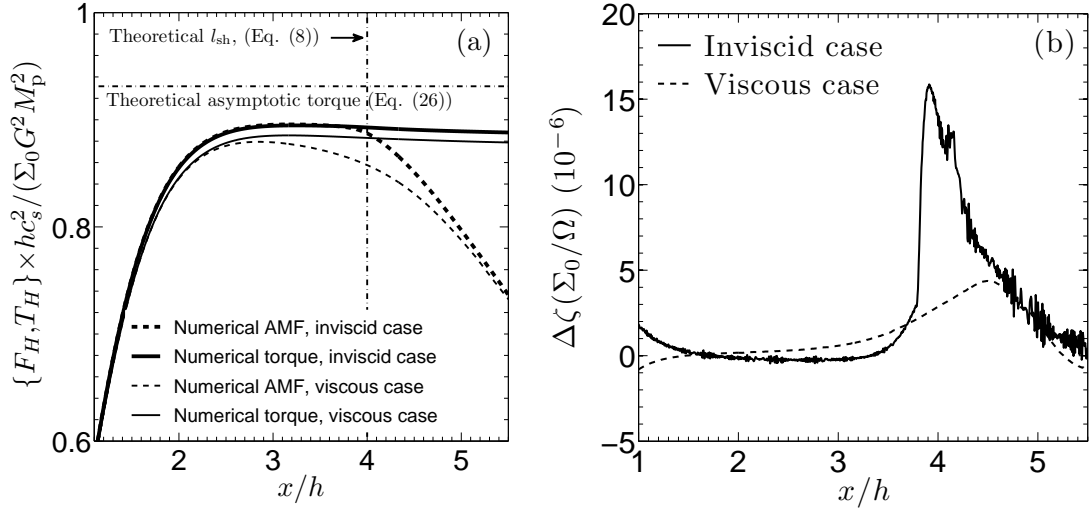 1
0.8
0.6
2
3
4
5
x/h
{F_H, T_H} × hc_s^2/(Σ_0G^2M_p^2)
Theoretical l_sh, (Eq. (8))
(a)
Theoretical asymptotic torque (Eq. (26))
Numerical AMF, inviscid case
Numerical torque, inviscid case
Numerical AMF, viscous case
Numerical torque, viscous case
20
15
10
5
0
−5
1
2
3
4
5
x/h
Δζ(Σ_0/Ω) (10^−6)
Inviscid case
Viscous case
(b)